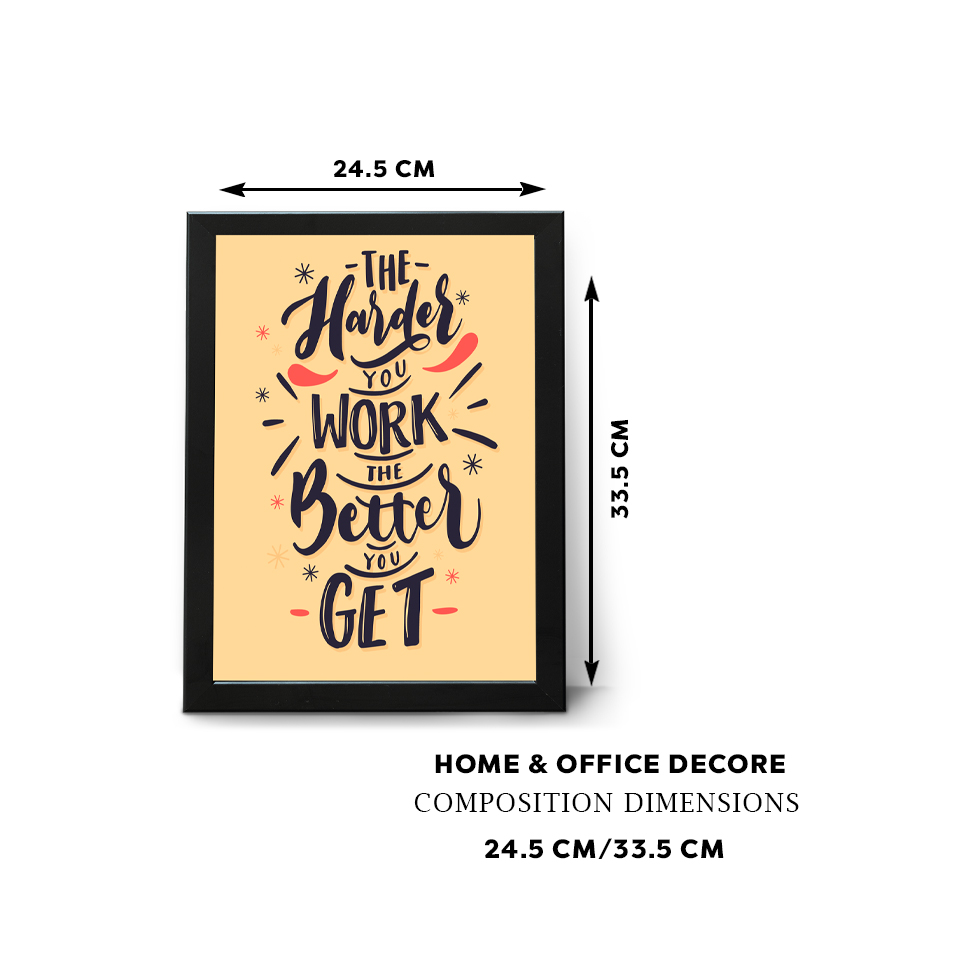 24.5 CM
-THE-
Harder
YOU
WORK
THE
Better
YOU
GET
33.5 CM
HOME & OFFICE DECORE
COMPOSITION DIMENSIONS
24.5 CM/33.5 CM